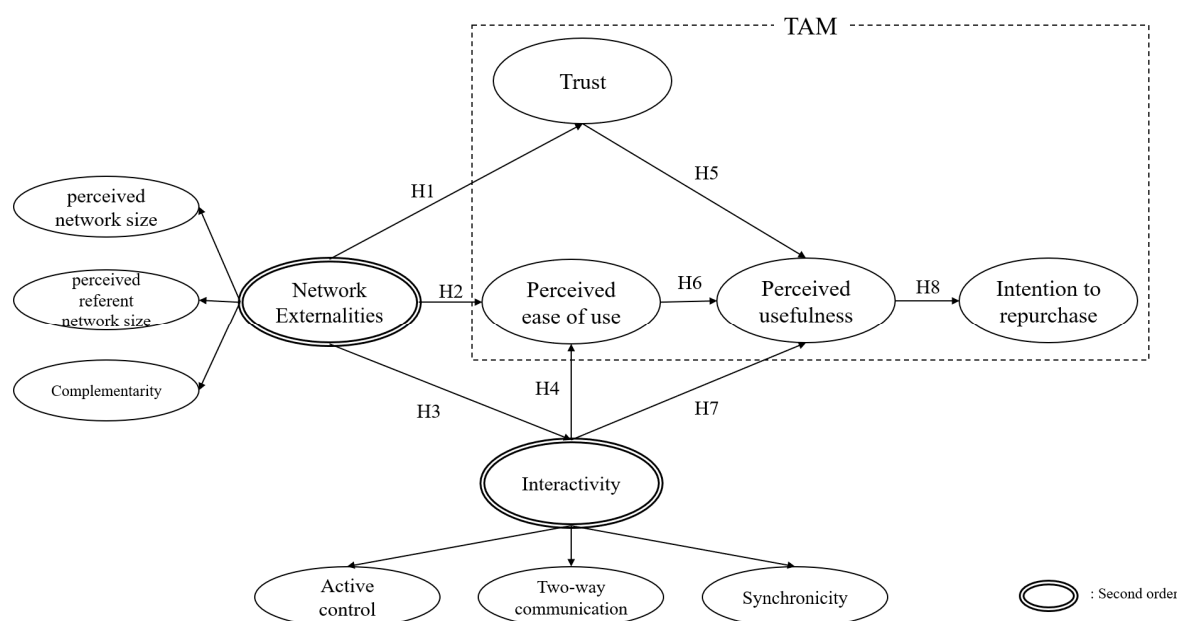 TAM
Trust
H1
H5
perceived
network size
perceived
referent
network size
Complementarity
Network
Externalities
H2
Perceived
ease of use
H6
Perceived
usefulness
H8
Intention to
repurchase
H3
H4
H7
Interactivity
Active
control
Two-way
communication
Synchronicity
: Second order